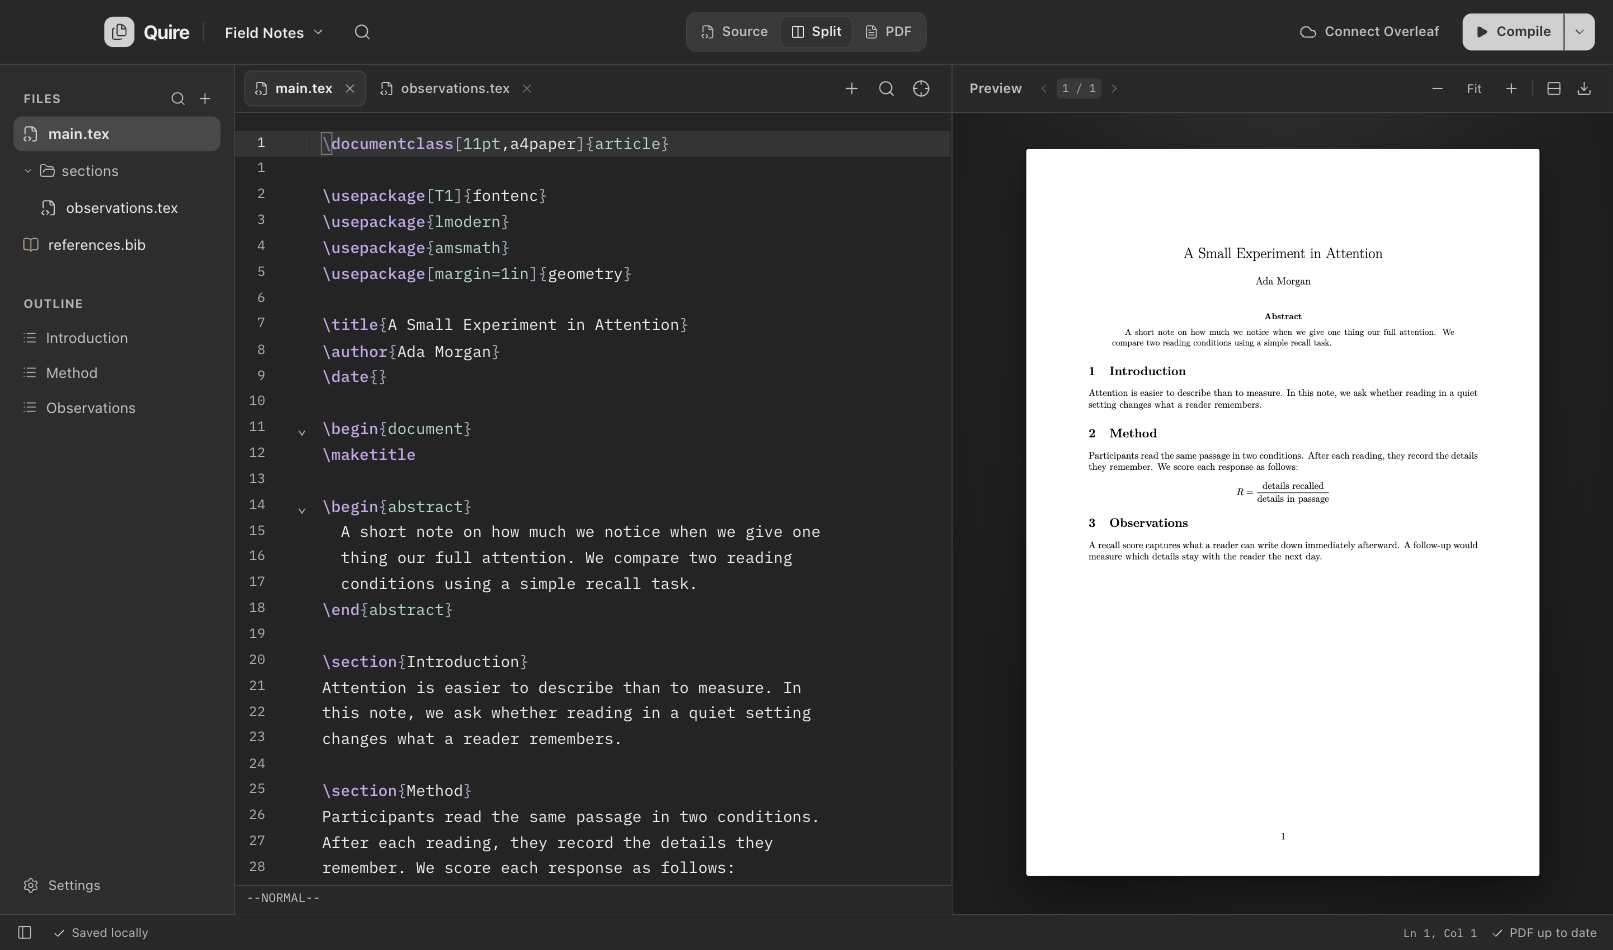 Quire
Field Notes
Source
Split
PDF
Connect Overleaf
Compile
FILES
main.tex
sections
observations.tex
references.bib
OUTLINE
Introduction
Method
Observations
Settings
main.tex
observations.tex
1 \documentclass[11pt,a4paper]{article}
1
2 \usepackage[T1]{fontenc}
3 \usepackage{lmodern}
4 \usepackage{amsmath}
5 \usepackage[margin=1in]{geometry}
6
7 \title{A Small Experiment in Attention}
8 \author{Ada Morgan}
9 \date{}
10
11 \begin{document}
12 \maketitle
13
14 \begin{abstract}
15 A short note on how much we notice when we give one
16 thing our full attention. We compare two reading
17 conditions using a simple recall task.
18 \end{abstract}
19
20 \section{Introduction}
21 Attention is easier to describe than to measure. In
22 this note, we ask whether reading in a quiet setting
23 changes what a reader remembers.
24
25 \section{Method}
26 Participants read the same passage in two conditions.
27 After each reading, they record the details they
28 remember. We score each response as follows:
--NORMAL--
Preview
1 / 1
Fit
A Small Experiment in Attention
Ada Morgan
Abstract
A short note on how much we notice when we give one thing our full attention. We
compare two reading conditions using a simple recall task.
1 Introduction
Attention is easier to describe than to measure. In this note, we ask whether reading in a quiet
setting changes what a reader remembers.
2 Method
Participants read the same passage in two conditions. After each reading, they record the details
they remember. We score each response as follows:
R = details recalled
details in passage
3 Observations
A recall score captures what a reader can write down immediately afterward. A follow-up would
measure which details stay with the reader the next day.
1
Saved locally
Ln 1, Col 1
PDF up to date